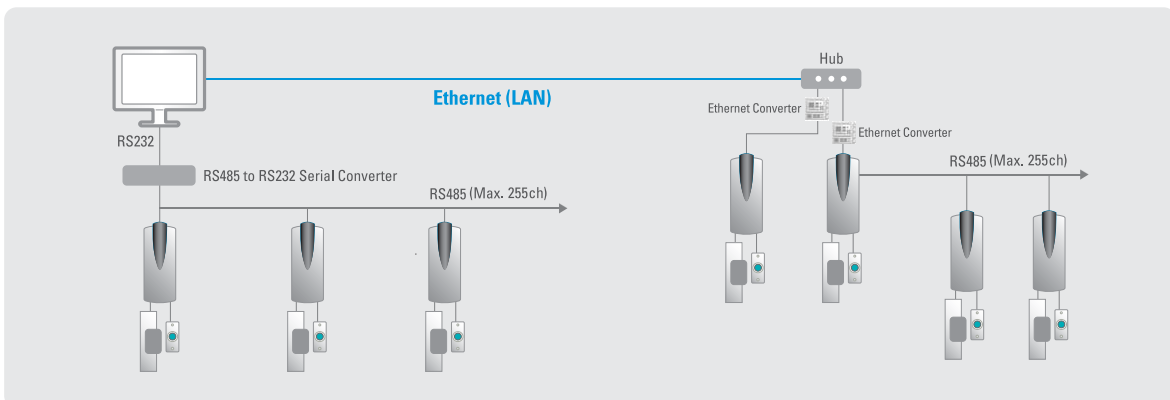 Hub
Ethernet (LAN)
Ethernet Converter
RS232
Ethernet Converter
RS485 (Max. 255ch)
RS485 to RS232 Serial Converter
RS485 (Max. 255ch)